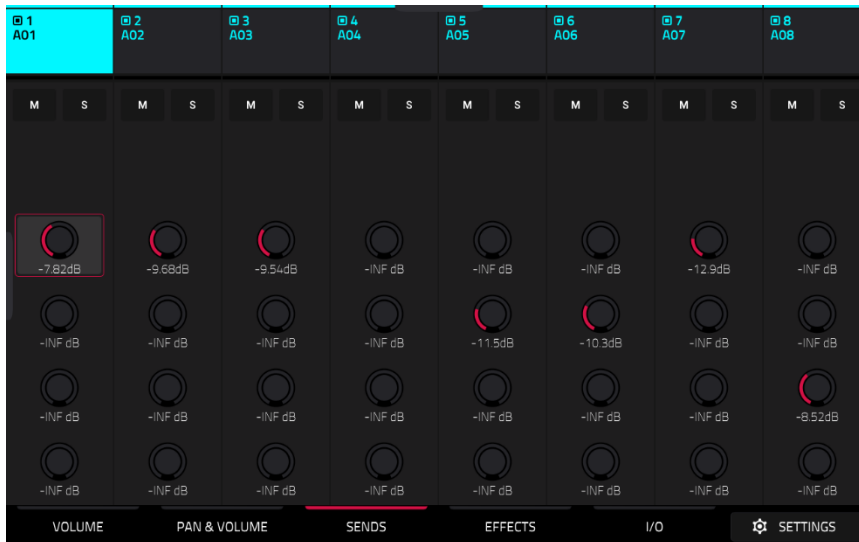 1 2 3 4 5 6 7 8
A01 A02 A03 A04 A05 A06 A07 A08
M S M S M S M S M S M S M S M S
-7.82dB -9.68dB -9.54dB -INF dB -INF dB -INF dB -12.9dB -INF dB
-INF dB -INF dB -INF dB -INF dB -11.5dB -10.3dB -INF dB -INF dB
-INF dB -INF dB -INF dB -INF dB -INF dB -INF dB -INF dB -8.52dB
-INF dB -INF dB -INF dB -INF dB -INF dB -INF dB -INF dB -INF dB
VOLUME PAN & VOLUME SENDS EFFECTS I/O SETTINGS